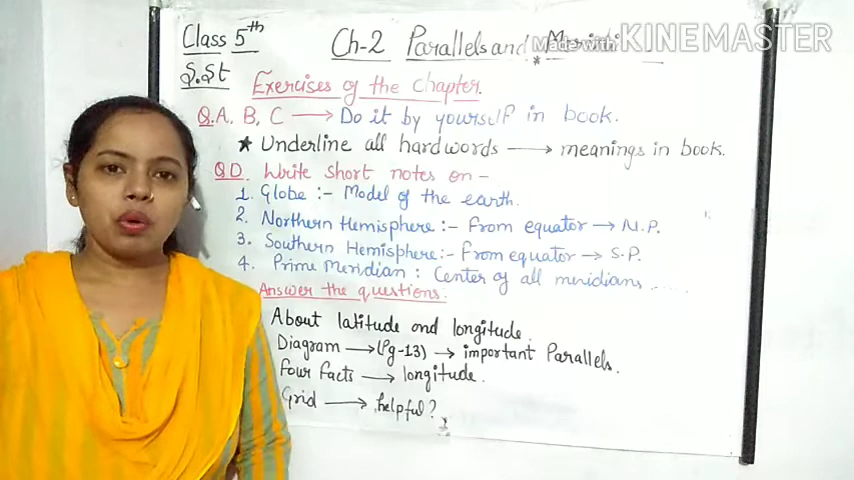 Class 5th
Ch-2 Parallels and
Made with KINEMASTER
S.St
Exercises of the chapter.
Q.A, B, C → Do it by yourself in book.
★ Underline all hardwords → meanings in book.
QD. Write short notes on -
1. Globe :- Model of the earth.
2. Northern Hemisphere :- From equator → N.P.
3. Southern Hemisphere:- From equator → S.P.
4. Prime Meridian : Center of all meridians .....
Answer the questions.
About latitude and longitude.
Diagram → (Pg-13) → important Parallels.
Four Facts → longitude.
Grid → helpful?